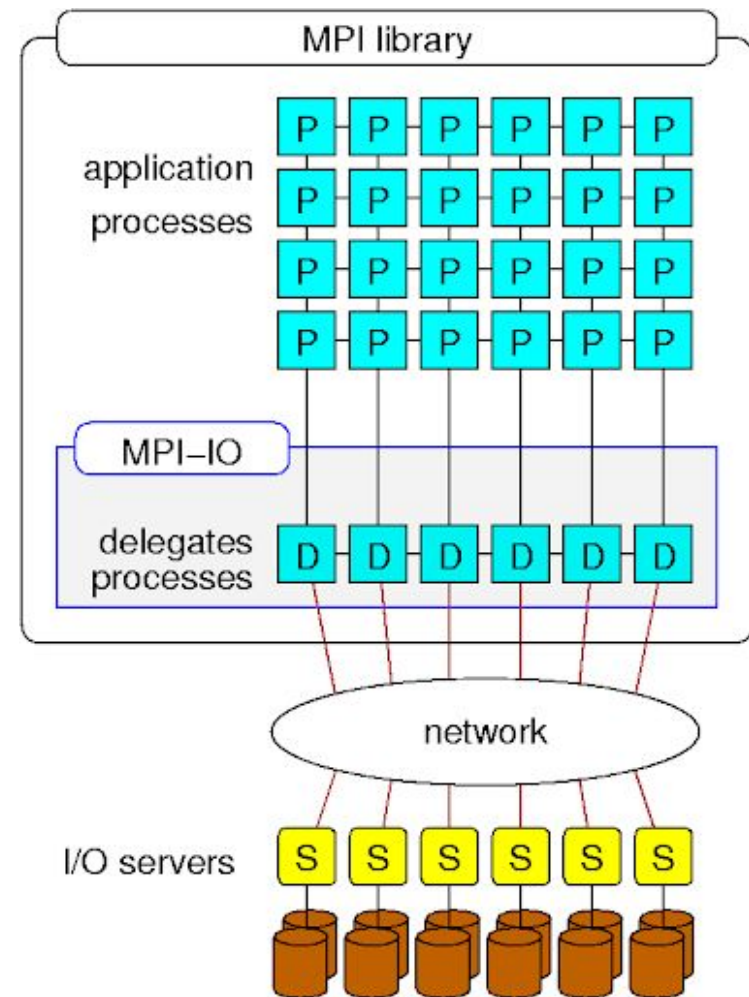 MPI library
application
processes
P P P P P P
P P P P P P
P P P P P P
P P P P P P
MPI–IO
delegates
processes
D D D D D D
network
I/O servers
S S S S S S